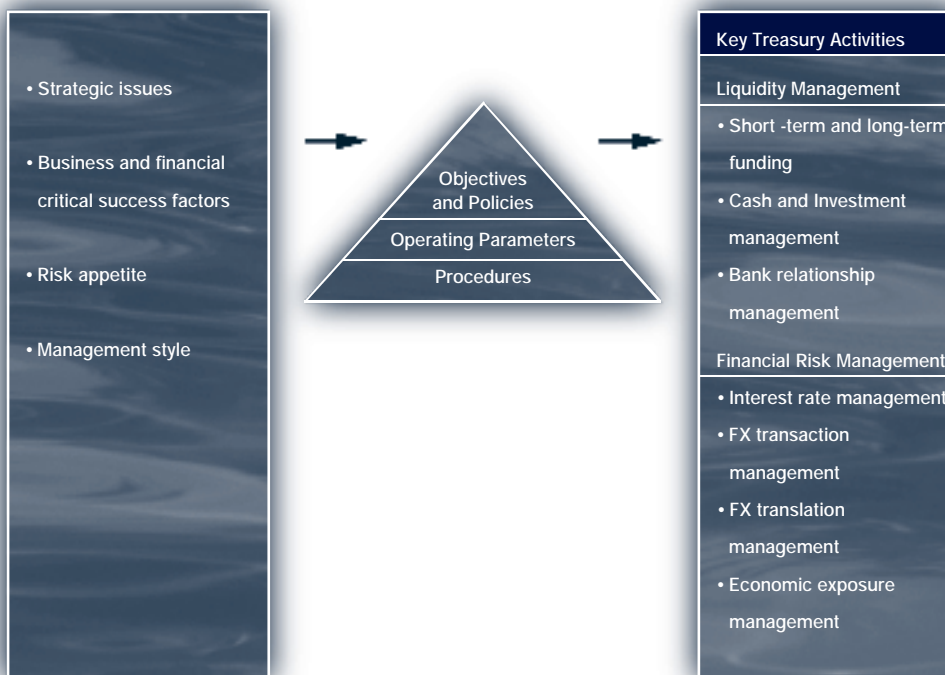 • Strategic issues
• Business and financial
critical success factors
• Risk appetite
• Management style
Objectives
and Policies
Operating Parameters
Procedures
Key Treasury Activities
Liquidity Management
• Short -term and long-term
funding
• Cash and Investment
management
• Bank relationship
management
Financial Risk Management
• Interest rate management
• FX transaction
management
• FX translation
management
• Economic exposure
management